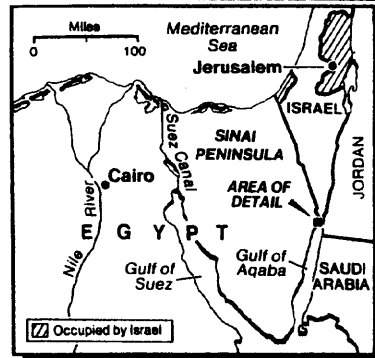 Miles
0 100
Mediterranean
Sea
Jerusalem
ISRAEL
Suez Canal
SINAI
PENINSULA
JORDAN
Cairo
AREA OF
DETAIL
Nile River
EGYPT
Gulf of
Suez
Gulf of
Aqaba
SAUDI
ARABIA
Occupied by Israel